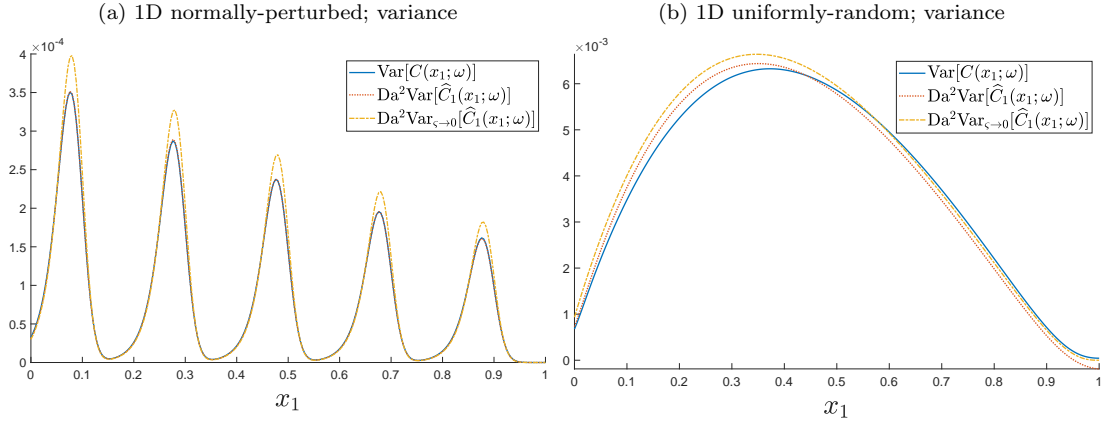 (a) 1D normally-perturbed; variance
×10⁻⁴
4
3.5
3
2.5
2
1.5
1
0.5
0
0 0.1 0.2 0.3 0.4 0.5 0.6 0.7 0.8 0.9 1
x₁
Var[C(x₁; ω)]
Da²Var[Ĉ₁(x₁; ω)]
Da²Var_{ς→0}[Ĉ₁(x₁; ω)]
(b) 1D uniformly-random; variance
×10⁻³
6
5
4
3
2
1
0
0 0.1 0.2 0.3 0.4 0.5 0.6 0.7 0.8 0.9 1
x₁
Var[C(x₁; ω)]
Da²Var[Ĉ₁(x₁; ω)]
Da²Var_{ς→0}[Ĉ₁(x₁; ω)]